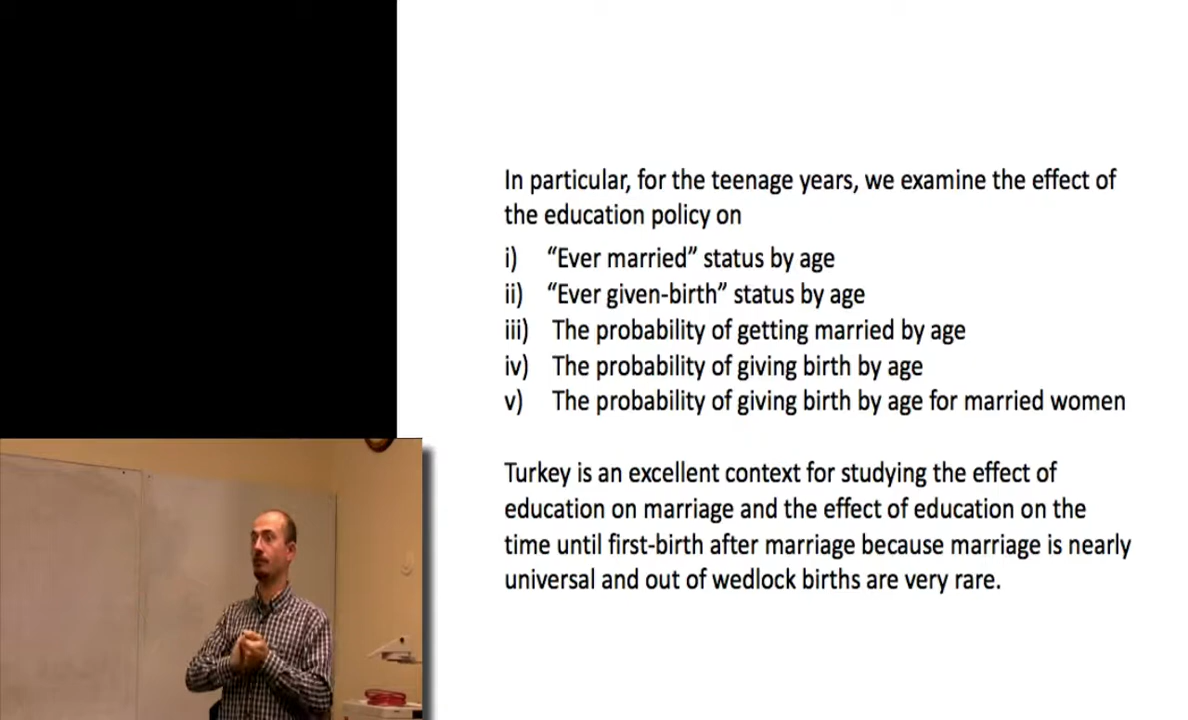 In particular, for the teenage years, we examine the effect of
the education policy on
i) “Ever married” status by age
ii) “Ever given-birth” status by age
iii) The probability of getting married by age
iv) The probability of giving birth by age
v) The probability of giving birth by age for married women
Turkey is an excellent context for studying the effect of
education on marriage and the effect of education on the
time until first-birth after marriage because marriage is nearly
universal and out of wedlock births are very rare.